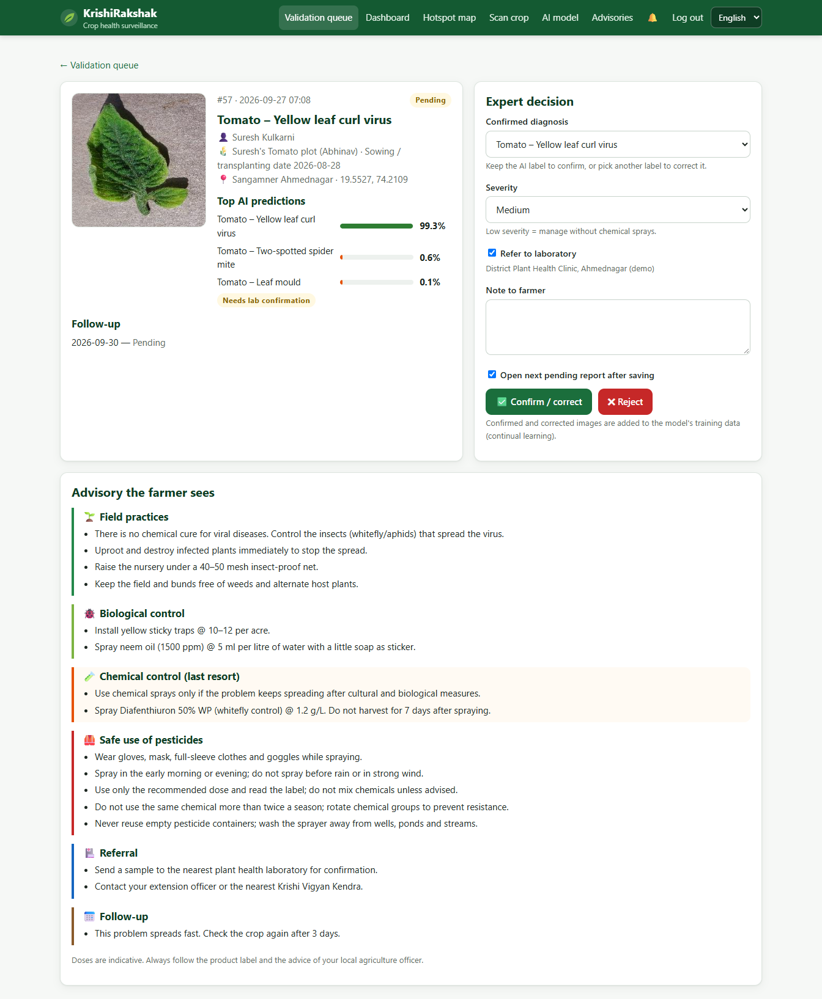 KrishiRakshak
Crop health surveillance
Validation queue
Dashboard
Hotspot map
Scan crop
AI model
Advisories
Log out
English
← Validation queue
#57 · 2026-09-27 07:08
Pending
Tomato – Yellow leaf curl virus
Suresh Kulkarni
Suresh's Tomato plot (Abhinav) · Sowing /
transplanting date 2026-08-28
Sangamner Ahmednagar · 19.5527, 74.2109
Top AI predictions
Tomato – Yellow leaf curl
virus
99.3%
Tomato – Two-spotted spider
mite
0.6%
Tomato – Leaf mould
0.1%
Needs lab confirmation
Follow-up
2026-09-30 — Pending
Expert decision
Confirmed diagnosis
Tomato – Yellow leaf curl virus
Keep the AI label to confirm, or pick another label to correct it.
Severity
Medium
Low severity = manage without chemical sprays.
Refer to laboratory
District Plant Health Clinic, Ahmednagar (demo)
Note to farmer
Open next pending report after saving
Confirm / correct
Reject
Confirmed and corrected images are added to the model's training data
(continual learning).
Advisory the farmer sees
Field practices
• There is no chemical cure for viral diseases. Control the insects (whitefly/aphids) that spread the virus.
• Uproot and destroy infected plants immediately to stop the spread.
• Raise the nursery under a 40–50 mesh insect-proof net.
• Keep the field and bunds free of weeds and alternate host plants.
Biological control
• Install yellow sticky traps @ 10–12 per acre.
• Spray neem oil (1500 ppm) @ 5 ml per litre of water with a little soap as sticker.
Chemical control (last resort)
• Use chemical sprays only if the problem keeps spreading after cultural and biological measures.
• Spray Diafenthiuron 50% WP (whitefly control) @ 1.2 g/L. Do not harvest for 7 days after spraying.
Safe use of pesticides
• Wear gloves, mask, full-sleeve clothes and goggles while spraying.
• Spray in the early morning or evening; do not spray before rain or in strong wind.
• Use only the recommended dose and read the label; do not mix chemicals unless advised.
• Do not use the same chemical more than twice a season; rotate chemical groups to prevent resistance.
• Never reuse empty pesticide containers; wash the sprayer away from wells, ponds and streams.
Referral
• Send a sample to the nearest plant health laboratory for confirmation.
• Contact your extension officer or the nearest Krishi Vigyan Kendra.
Follow-up
• This problem spreads fast. Check the crop again after 3 days.
Doses are indicative. Always follow the product label and the advice of your local agriculture officer.